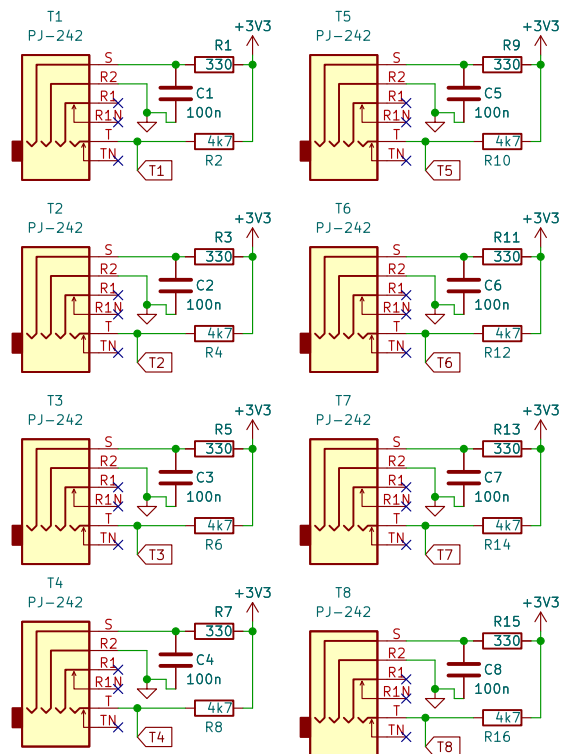 T1
PJ-242
S
R2
R1
R1N
T
TN
C1
100n
R1
330
+3V3
4k7
R2
T1
T5
PJ-242
S
R2
R1
R1N
T
TN
C5
100n
R9
330
+3V3
4k7
R10
T5
T2
PJ-242
S
R2
R1
R1N
T
TN
C2
100n
R3
330
+3V3
4k7
R4
T2
T6
PJ-242
S
R2
R1
R1N
T
TN
C6
100n
R11
330
+3V3
4k7
R12
T6
T3
PJ-242
S
R2
R1
R1N
T
TN
C3
100n
R5
330
+3V3
4k7
R6
T3
T7
PJ-242
S
R2
R1
R1N
T
TN
C7
100n
R13
330
+3V3
4k7
R14
T7
T4
PJ-242
S
R2
R1
R1N
T
TN
C4
100n
R7
330
+3V3
4k7
R8
T4
T8
PJ-242
S
R2
R1
R1N
T
TN
C8
100n
R15
330
+3V3
4k7
R16
T8